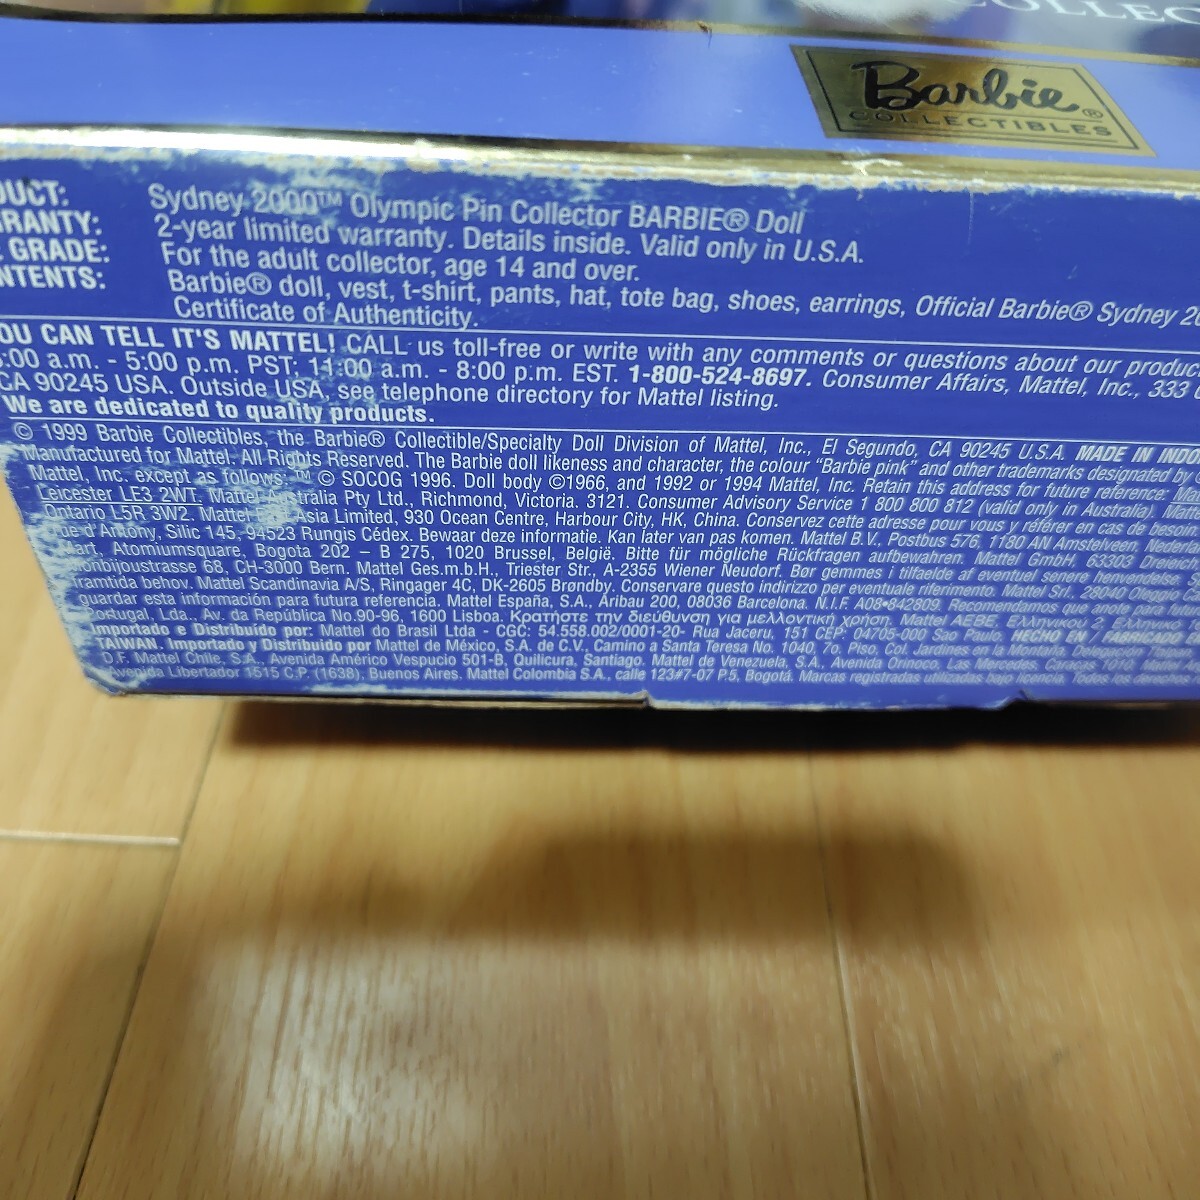 COLLEC
Barbie®
COLLECTIBLES
DUCT: Sydney 2000™ Olympic Pin Collector BARBIE® Doll
RRANTY: 2-year limited warranty. Details inside. Valid only in U.S.A.
GRADE: For the adult collector, age 14 and over.
NTENTS: Barbie® doll, vest, t-shirt, pants, hat, tote bag, shoes, earrings, Official Barbie® Sydney 20
Certificate of Authenticity.
OU CAN TELL IT'S MATTEL! CALL us toll-free or write with any comments or questions about our produc
:00 a.m. - 5:00 p.m. PST; 11:00 a.m. - 8:00 p.m. EST. 1-800-524-8697. Consumer Affairs, Mattel, Inc., 333
CA 90245 USA. Outside USA, see telephone directory for Mattel listing.
We are dedicated to quality products.
© 1999 Barbie Collectibles, the Barbie® Collectible/Specialty Doll Division of Mattel, Inc., El Segundo, CA 90245 U.S.A. MADE IN INDO
Manufactured for Mattel. All Rights Reserved. The Barbie doll likeness and character, the colour "Barbie pink" and other trademarks designated by
Mattel, Inc. except as follows: ™ © SOCOG 1996. Doll body ©1966, and 1992 or 1994 Mattel, Inc. Retain this address for future reference:
Leicester LE3 2WT. Mattel Australia Pty Ltd., Richmond, Victoria. 3121. Consumer Advisory Service 1 800 800 812 (valid only in Australia).
Ontario L5R 3W2. Mattel Asia Limited, 930 Ocean Centre, Harbour City, HK, China. Conservez cette adresse pour vous y référer en cas de besoin
rue d'Antony, Silic 145, 94523 Rungis Cédex. Bewaar deze informatie. Kan later van pas komen. Mattel B.V., Postbus 576, 1180 AN Amstelveen, Nederla
Mart, Atomiumsquare, Bogota 202 – B 275, 1020 Brussel, België. Bitte für mögliche Rückfragen aufbewahren. Mattel GmbH, 63303 Dreieic
Monbijoustrasse 68, CH-3000 Bern. Mattel Ges.m.b.H., Triester Str., A-2355 Wiener Neudorf. Bør gemmes i tilfælde af eventuel senere henvendelse.
framtida behov. Mattel Scandinavia A/S, Ringager 4C, DK-2605 Brøndby. Conservare questo indirizzo per eventuale riferimento. Mattel Srl., 28040 Oleggio
guardar esta información para futura referencia. Mattel España, S.A., Aribau 200, 08036 Barcelona. N.I.F. A08•842809. Recomendamos que anote para
Portugal, Lda., Av. da República No.90-96, 1600 Lisboa. Κρατήστε την διεύθυνση για μελλοντική χρήση. Mattel AEBE, Ελληνικού 2, Ελληνικο
Importado e Distribuído por: Mattel do Brasil Ltda - CGC: 54.558.002/0001-20- Rua Jaceru, 151 CEP: 04705-000 Sao Paulo. HECHO EN / FABRICADO
TAIWAN. Importado y Distribuido por Mattel de México, S.A. de C.V., Camino a Santa Teresa No. 1040, 7o. Piso, Col. Jardines en la Montaña,
D.F. Mattel Chile, S.A., Avenida Américo Vespucio 501-B, Quilicura, Santiago. Mattel de Venezuela, S.A., Avenida Orinoco, Las Mercedes, Caracas 1010.
Avenida Libertador 1515 C.P. (1638), Buenos Aires. Mattel Colombia S.A., calle 123#7-07 P.5, Bogotá. Marcas registradas utilizadas bajo licencia. Todos los derechos